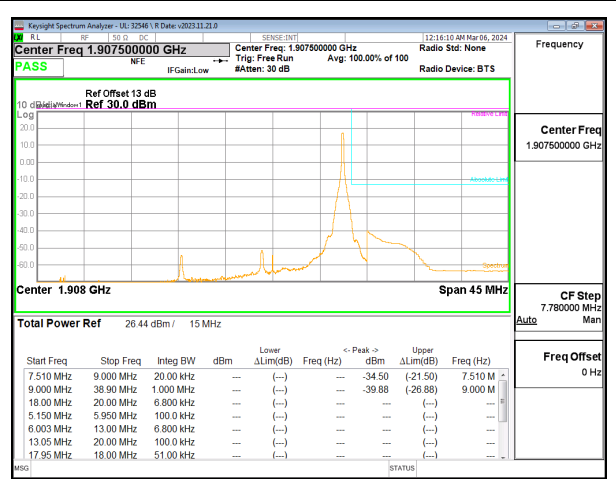 Keysight Spectrum Analyzer - UL: 32546 \ R Date: v2023.11.21.0
LXI RL RF 50 Ω DC SENSE:INT 12:16:10 AM Mar 06, 2024
Center Freq 1.907500000 GHz
Center Freq: 1.907500000 GHz Radio Std: None
NFE Trig: Free Run Avg: 100.00% of 100
PASS IFGain:Low #Atten: 30 dB Radio Device: BTS
Frequency
Ref Offset 13 dB
10 dB/div Ref 30.0 dBm
Log
Relative Limit
20.0
10.0
0.00
-10.0
Absolute Limit
-20.0
-30.0
-40.0
-50.0
-60.0
Spectrum
Center 1.908 GHz Span 45 MHz
Center Freq
1.907500000 GHz
CF Step
7.780000 MHz
Auto Man
Freq Offset
0 Hz
Total Power Ref 26.44 dBm / 15 MHz
Lower <- Peak -> Upper
Start Freq Stop Freq Integ BW dBm ΔLim(dB) Freq (Hz) dBm ΔLim(dB) Freq (Hz)
7.510 MHz 9.000 MHz 20.00 kHz --- (---) --- -34.50 (-21.50) 7.510 M
9.000 MHz 38.90 MHz 1.000 MHz --- (---) --- -39.88 (-26.88) 9.000 M
18.00 MHz 20.00 MHz 6.800 kHz --- (---) --- --- (---) ---
5.150 MHz 5.950 MHz 100.0 kHz --- (---) --- --- (---) ---
6.003 MHz 13.00 MHz 6.800 kHz --- (---) --- --- (---) ---
13.05 MHz 20.00 MHz 100.0 kHz --- (---) --- --- (---) ---
17.95 MHz 18.00 MHz 51.00 kHz --- (---) --- --- (---) ---
MSG STATUS